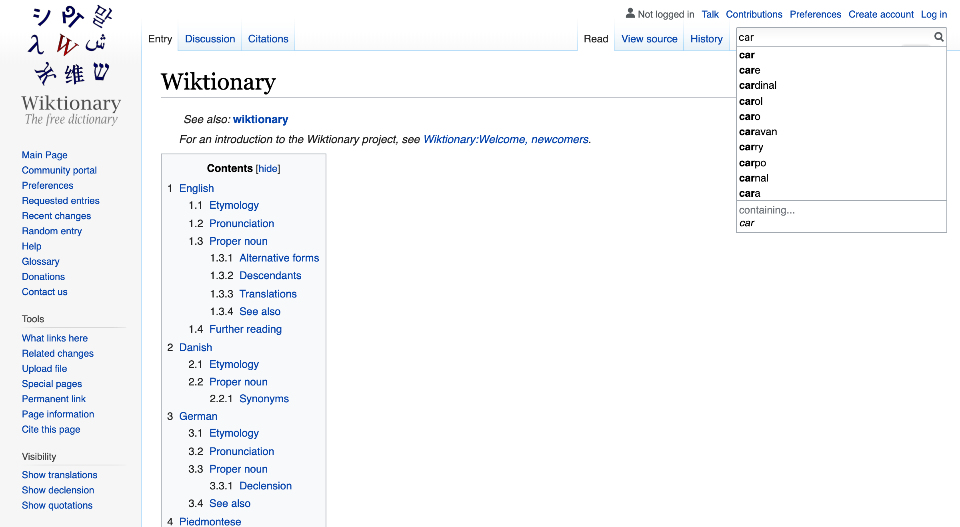 シ
Ω
말
λ
W
ش
维
ש
Wiktionary
The free dictionary
Main Page
Community portal
Preferences
Requested entries
Recent changes
Random entry
Help
Glossary
Donations
Contact us
Tools
What links here
Related changes
Upload file
Special pages
Permanent link
Page information
Cite this page
Visibility
Show translations
Show declension
Show quotations
Not logged in Talk Contributions Preferences Create account Log in
Entry Discussion Citations Read View source History
car
car
care
cardinal
carol
caro
caravan
carry
carpo
carnal
cara
containing...
car
Wiktionary
See also: wiktionary
For an introduction to the Wiktionary project, see Wiktionary:Welcome, newcomers.
Contents [hide]
1 English
1.1 Etymology
1.2 Pronunciation
1.3 Proper noun
1.3.1 Alternative forms
1.3.2 Descendants
1.3.3 Translations
1.3.4 See also
1.4 Further reading
2 Danish
2.1 Etymology
2.2 Proper noun
2.2.1 Synonyms
3 German
3.1 Etymology
3.2 Pronunciation
3.3 Proper noun
3.3.1 Declension
3.4 See also
4 Piedmontese